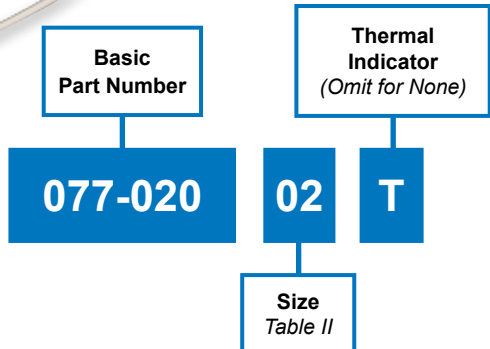 Basic
Part Number
Thermal
Indicator
(Omit for None)
077-020
02
T
Size
Table II